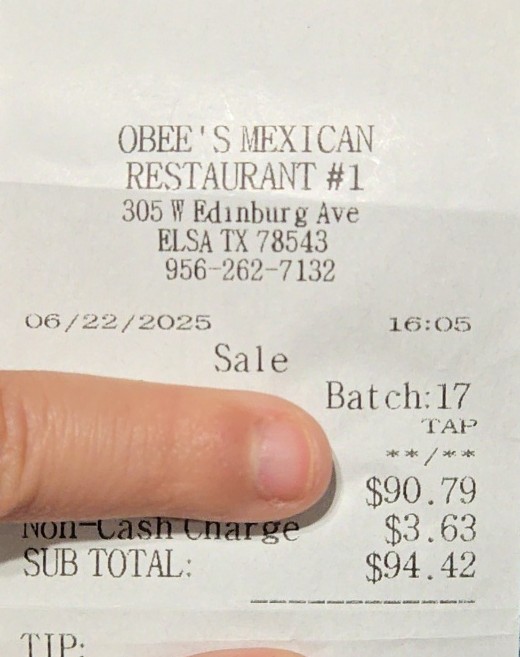 OBEE'S MEXICAN
RESTAURANT #1
305 W Edinburg Ave
ELSA TX 78543
956-262-7132
06/22/2025 16:05
Sale
Batch:17
TAP
**/**
$90.79
Non-Cash Charge $3.63
SUB TOTAL: $94.42
TIP: